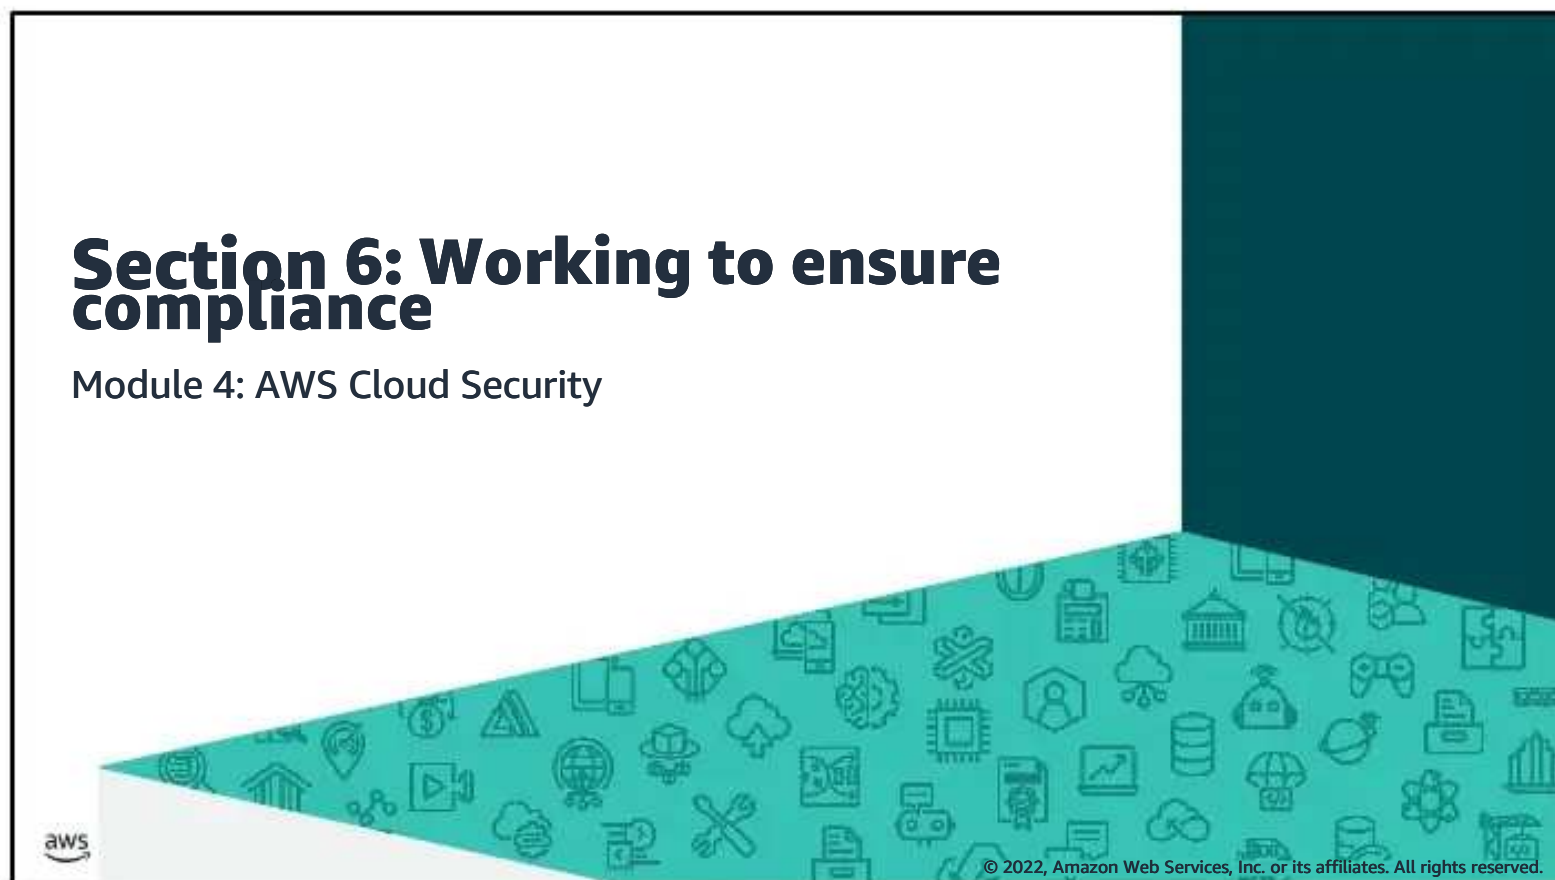 Section 6: Working to ensure
compliance
Module 4: AWS Cloud Security
aws
© 2022, Amazon Web Services, Inc. or its affiliates. All rights reserved.